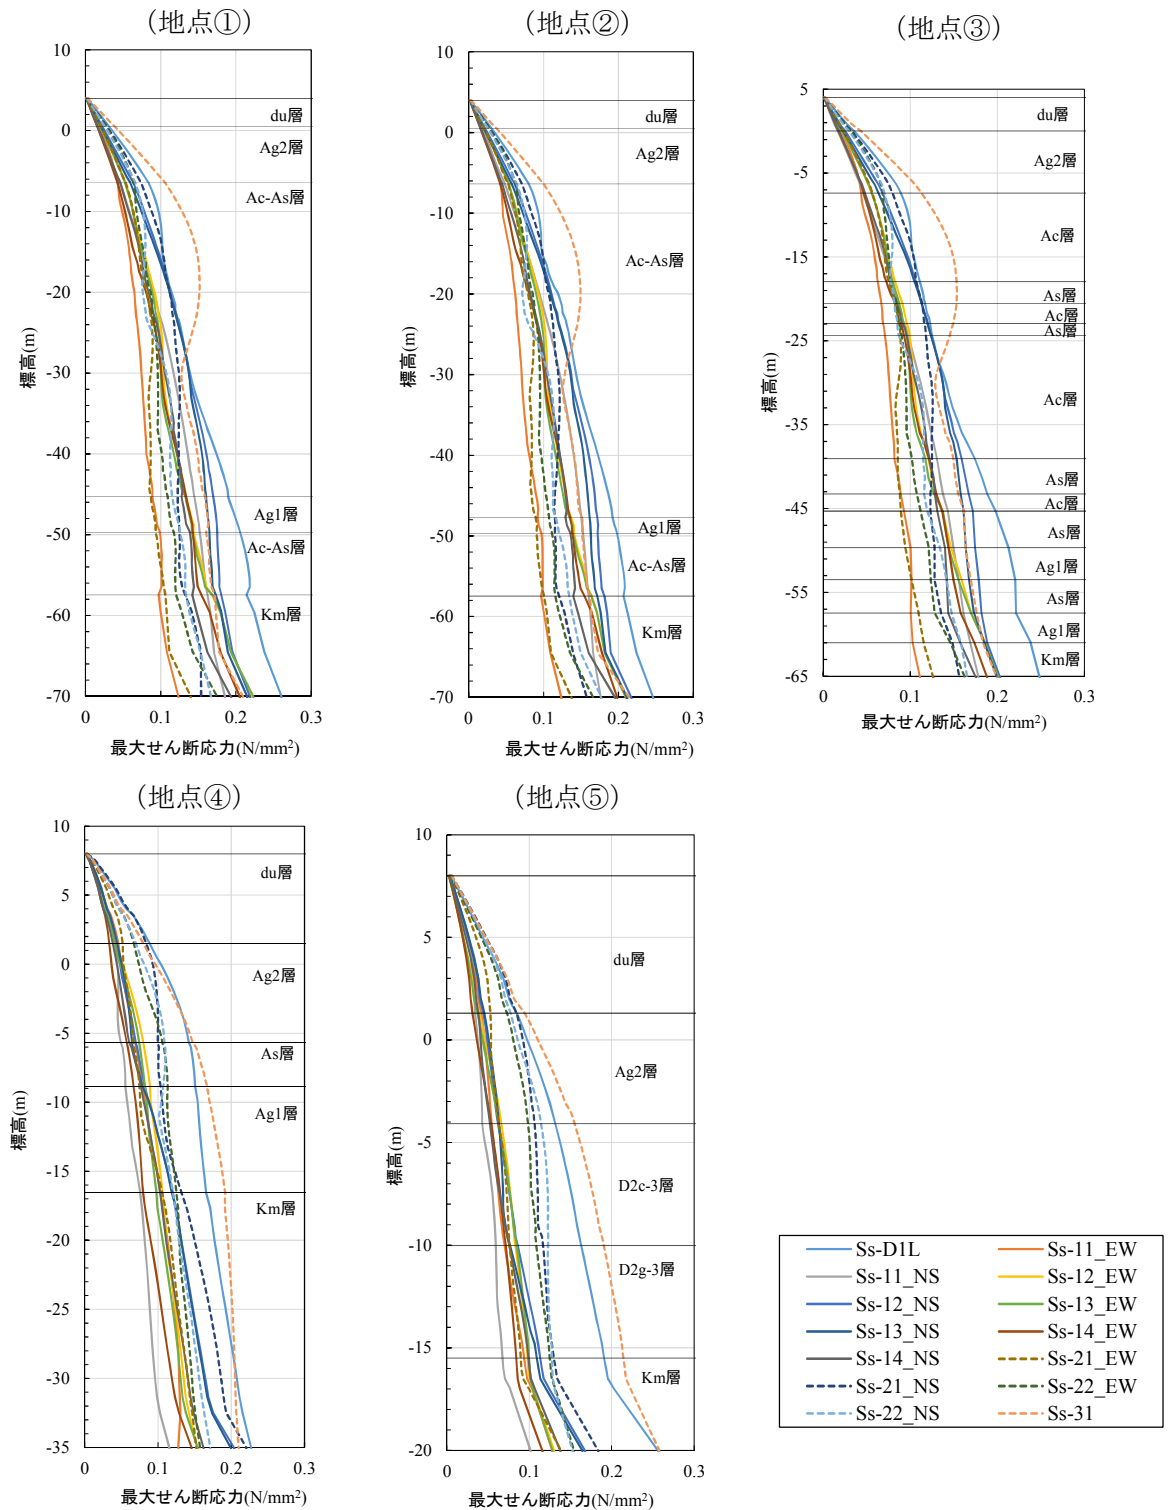 (地点①)
10
0
-10
-20
-30
-40
-50
-60
-70
標高(m)
du層
Ag2層
Ac-As層
Ag1層
Ac-As層
Km層
0
0.1
0.2
0.3
最大せん断応力(N/mm²)
(地点②)
10
0
-10
-20
-30
-40
-50
-60
-70
標高(m)
du層
Ag2層
Ac-As層
Ag1層
Ac-As層
Km層
0
0.1
0.2
0.3
最大せん断応力(N/mm²)
(地点③)
5
-5
-15
-25
-35
-45
-55
-65
標高(m)
du層
Ag2層
Ac層
As層
Ac層
As層
Ac層
As層
Ac層
As層
Ag1層
As層
Ag1層
Km層
0
0.1
0.2
0.3
最大せん断応力(N/mm²)
(地点④)
10
5
0
-5
-10
-15
-20
-25
-30
-35
標高(m)
du層
Ag2層
As層
Ag1層
Km層
0
0.1
0.2
0.3
最大せん断応力(N/mm²)
(地点⑤)
10
5
0
-5
-10
-15
-20
標高(m)
du層
Ag2層
D2c-3層
D2g-3層
Km層
0
0.1
0.2
0.3
最大せん断応力(N/mm²)
Ss-D1L
Ss-11_EW
Ss-11_NS
Ss-12_EW
Ss-12_NS
Ss-13_EW
Ss-13_NS
Ss-14_EW
Ss-14_NS
Ss-21_EW
Ss-21_NS
Ss-22_EW
Ss-22_NS
Ss-31